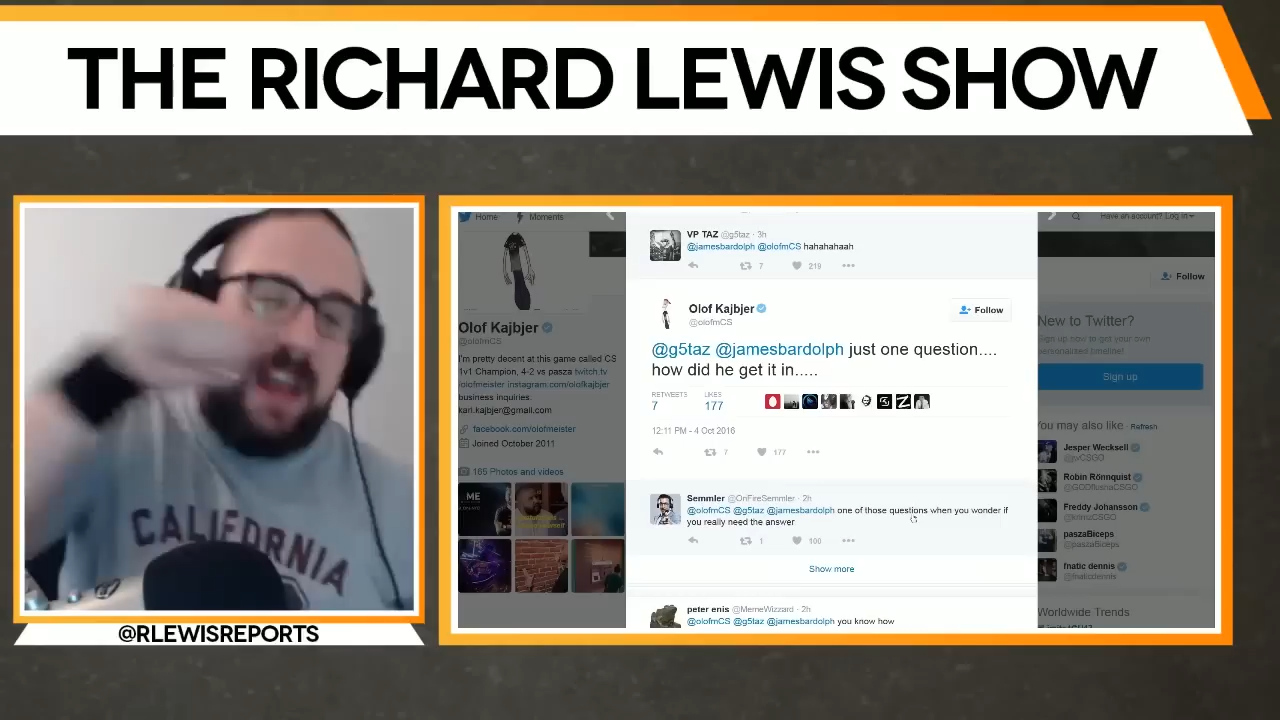 THE RICHARD LEWIS SHOW
Home
Moments
Have an account? Log in
VP TAZ @g5taz · 3h
@jamesbardolph @olofmCS hahahahaah
7
219
Olof Kajbjer
@olofmCS
Follow
@g5taz @jamesbardolph just one question....
how did he get it in.....
RETWEETS
LIKES
7
177
12:11 PM - 4 Oct 2016
7
177
Semmler @OnFireSemmler · 2h
@olofmCS @g5taz @jamesbardolph one of those questions when you wonder if
you really need the answer
1
100
Show more
peter enis @MemeWizzard · 2h
@olofmCS @g5taz @jamesbardolph you know how
Olof Kajbjer
@olofmCS
I'm pretty decent at this game called CS
1v1 Champion, 4-2 vs pasza twitch.tv
/olofmeister instagram.com/olofkajbjer
business inquiries:
karl.kajbjer@gmail.com
facebook.com/olofmeister
Joined October 2011
165 Photos and videos
ME
Follow
New to Twitter?
Sign up now to get your own
personalized timeline!
Sign up
You may also like Refresh
Jesper Wecksell
Robin Rönnquist
@GODflushaCSGO
Freddy Johansson
@krimzCSGO
paszaBiceps
@paszaBiceps
fnatic dennis
@fnaticdennis
Worldwide Trends
CALIFORNIA
@RLEWISREPORTS